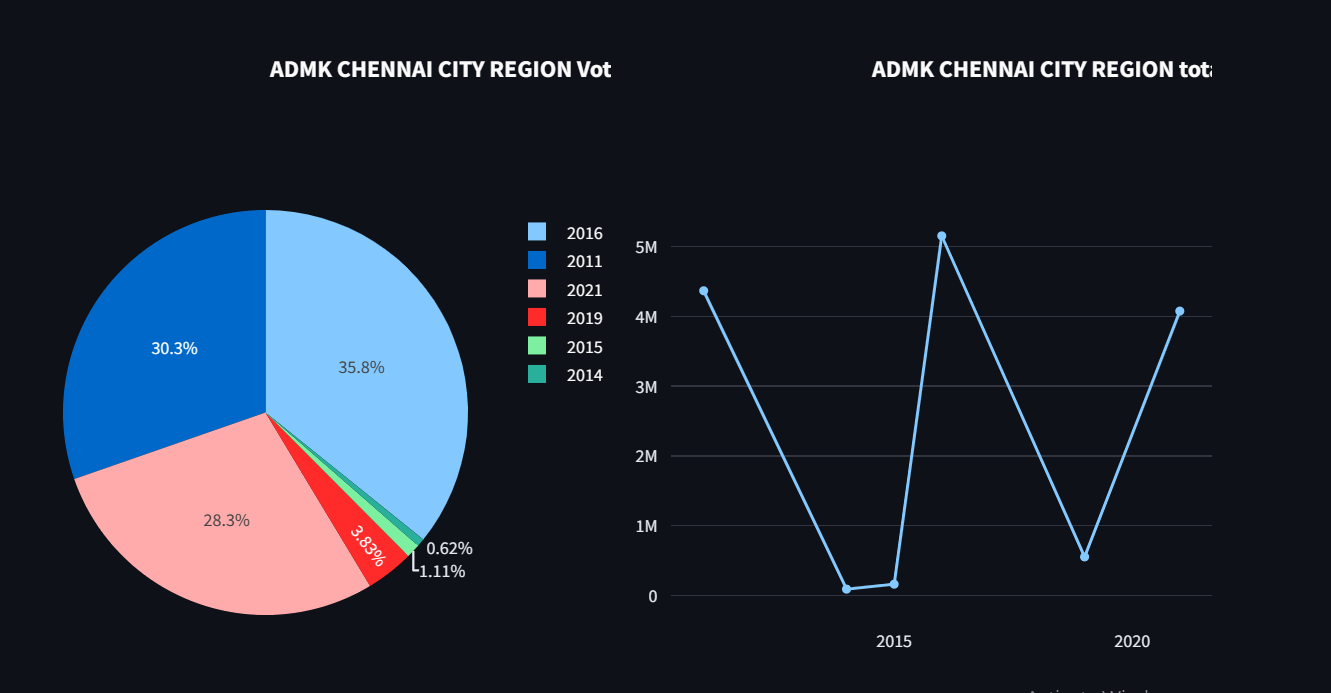 ADMK CHENNAI CITY REGION Vot
ADMK CHENNAI CITY REGION
2016
2011
2021
2019
2015
2014
30.3%
35.8%
28.3%
3.83%
0.62%
1.11%
5M
4M
3M
2M
1M
0
2015
2020